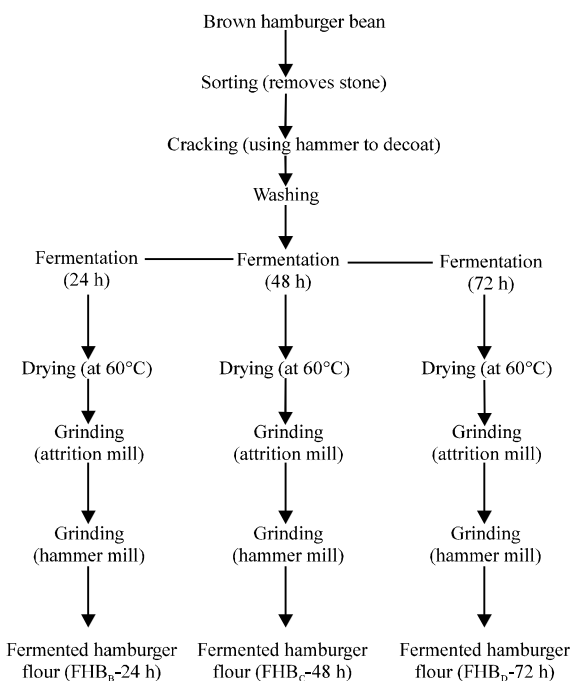 Brown hamburger bean
Sorting (removes stone)
Cracking (using hammer to decoat)
Washing
Fermentation
(24 h)
Fermentation
(48 h)
Fermentation
(72 h)
Drying (at 60°C)
Drying (at 60°C)
Drying (at 60°C)
Grinding
(attrition mill)
Grinding
(attrition mill)
Grinding
(attrition mill)
Grinding
(hammer mill)
Grinding
(hammer mill)
Grinding
(hammer mill)
Fermented hamburger
flour (FHB_B-24 h)
Fermented hamburger
flour (FHB_C-48 h)
Fermented hamburger
flour (FHB_D-72 h)